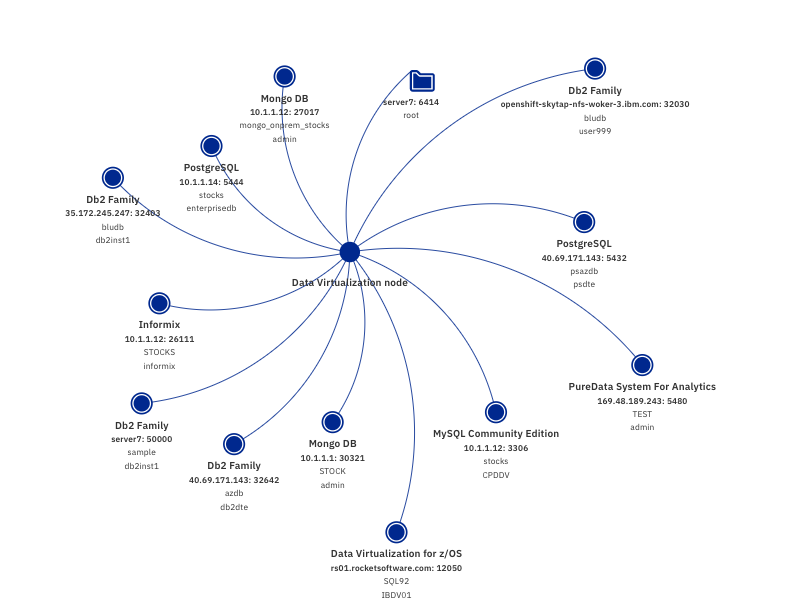 Mongo DB
10.1.1.12: 27017
mongo_onprem_stocks
admin
server7: 6414
root
Db2 Family
openshift-skytap-nfs-woker-3.ibm.com: 32030
bludb
user999
PostgreSQL
10.1.1.14: 5444
stocks
enterprisedb
Db2 Family
35.172.245.247: 32403
bludb
db2inst1
PostgreSQL
40.69.171.143: 5432
psazdb
psdte
Data Virtualization node
Informix
10.1.1.12: 26111
STOCKS
informix
PureData System For Analytics
169.48.189.243: 5480
TEST
admin
Db2 Family
server7: 50000
sample
db2inst1
Db2 Family
40.69.171.143: 32642
azdb
db2dte
Mongo DB
10.1.1.1: 30321
STOCK
admin
MySQL Community Edition
10.1.1.12: 3306
stocks
CPDDV
Data Virtualization for z/OS
rs01.rocketsoftware.com: 12050
SQL92
IBDV01